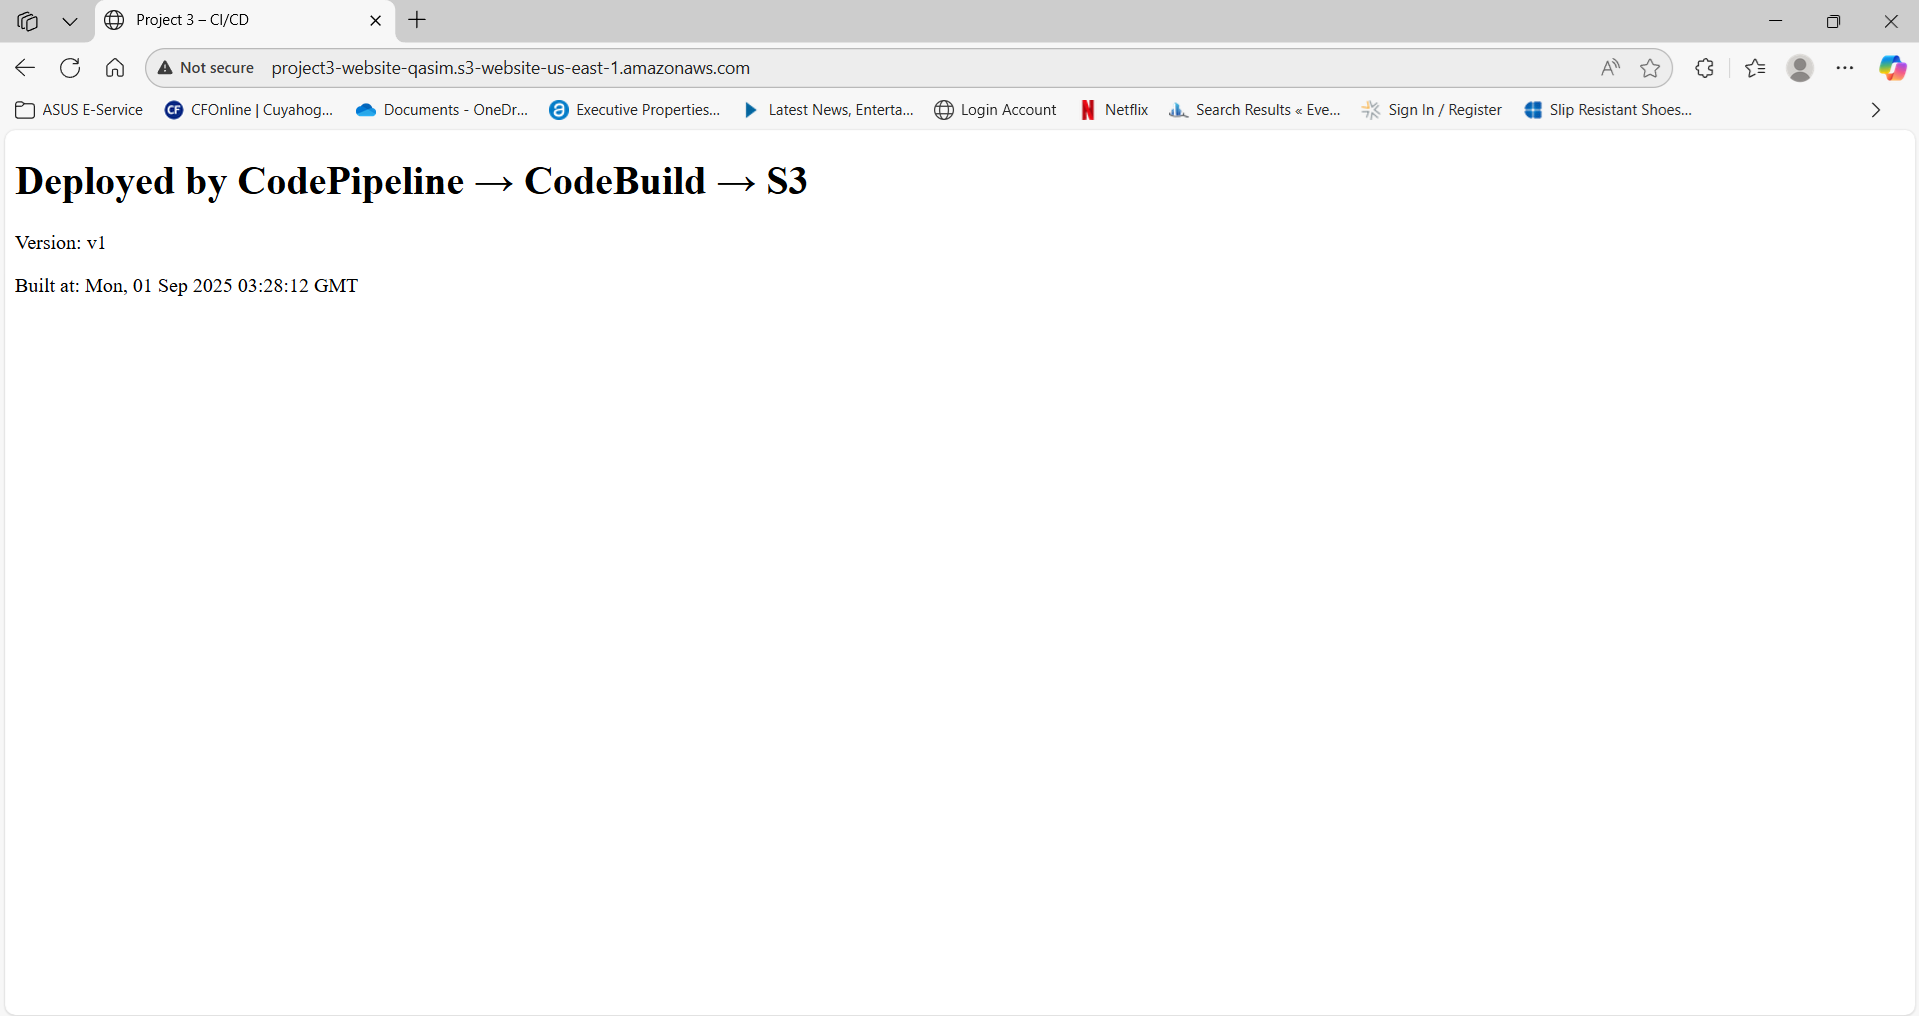 Project 3 – CI/CD
Not secure project3-website-qasim.s3-website-us-east-1.amazonaws.com
ASUS E-Service CFOnline | Cuyahog... Documents - OneDr... Executive Properties... Latest News, Enterta... Login Account Netflix Search Results « Eve... Sign In / Register Slip Resistant Shoes...
Deployed by CodePipeline → CodeBuild → S3
Version: v1
Built at: Mon, 01 Sep 2025 03:28:12 GMT